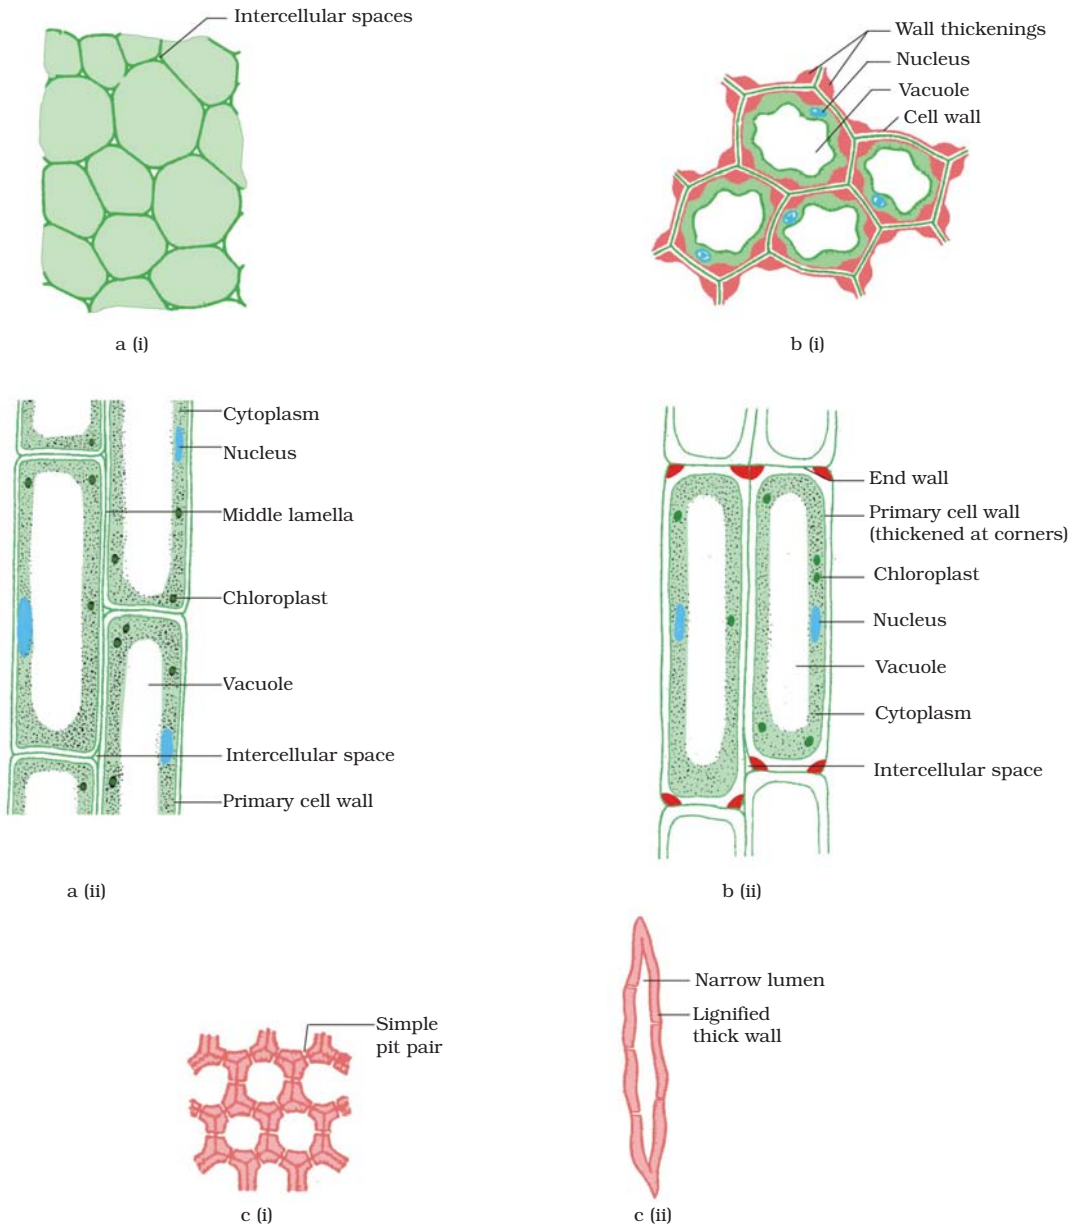 Intercellular spaces
a (i)
Wall thickenings
Nucleus
Vacuole
Cell wall
b (i)
Cytoplasm
Nucleus
Middle lamella
Chloroplast
Vacuole
Intercellular space
Primary cell wall
a (ii)
End wall
Primary cell wall
(thickened at corners)
Chloroplast
Nucleus
Vacuole
Cytoplasm
Intercellular space
b (ii)
Simple
pit pair
c (i)
Narrow lumen
Lignified
thick wall
c (ii)